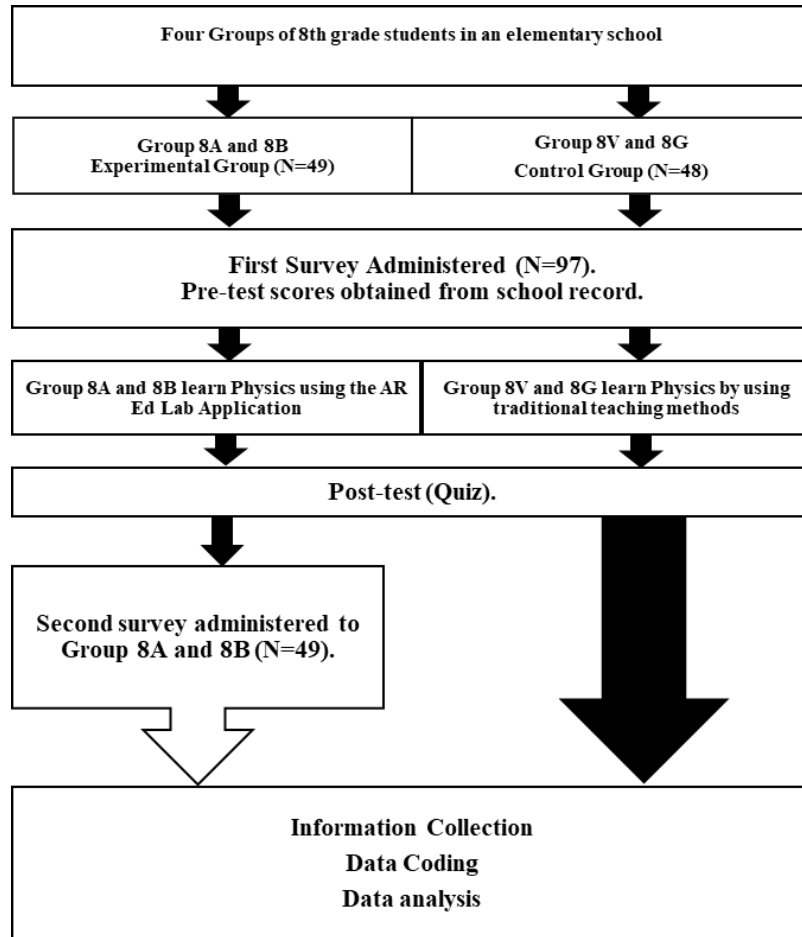 Four Groups of 8th grade students in an elementary school
Group 8A and 8B
Experimental Group (N=49)
Group 8V and 8G
Control Group (N=48)
First Survey Administered (N=97).
Pre-test scores obtained from school record.
Group 8A and 8B learn Physics using the AR
Ed Lab Application
Group 8V and 8G learn Physics by using
traditional teaching methods
Post-test (Quiz).
Second survey administered to
Group 8A and 8B (N=49).
Information Collection
Data Coding
Data analysis